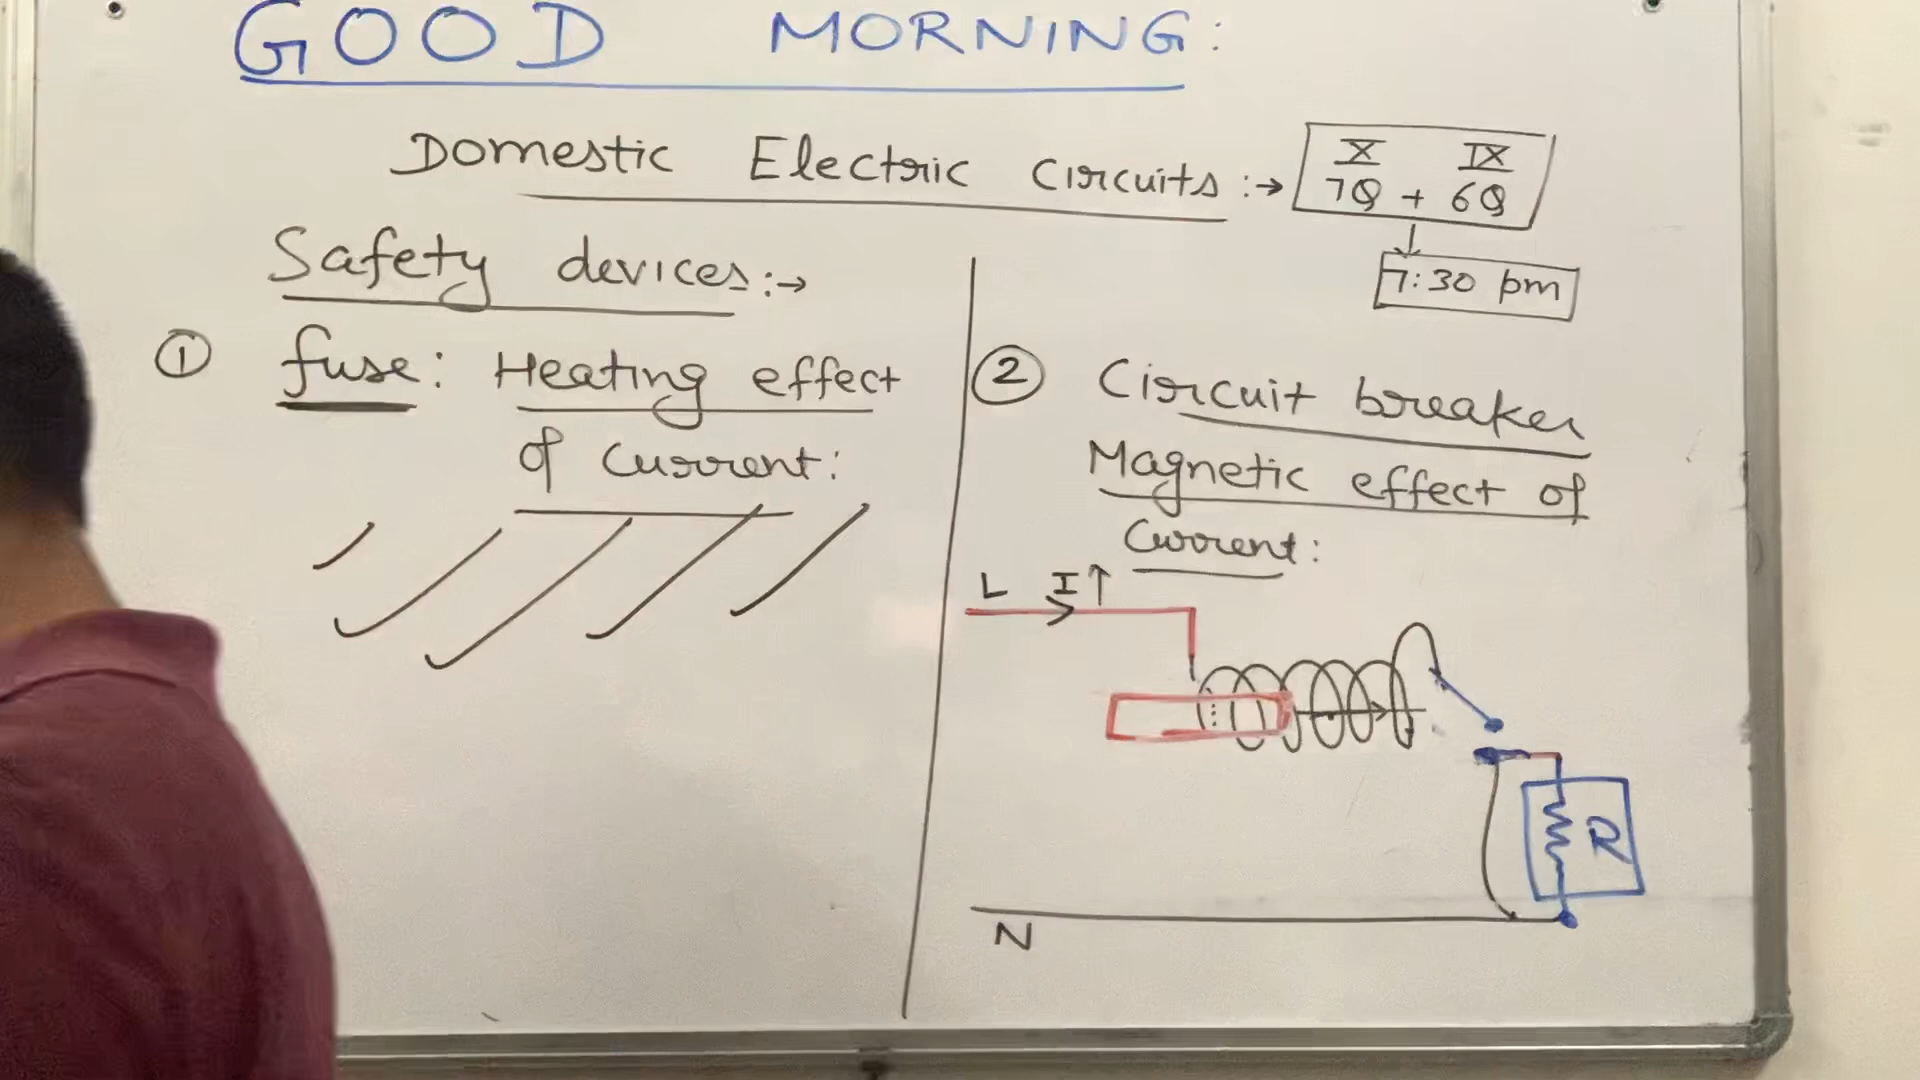 GOOD MORNING:
Domestic Electric Circuits :→
X IX
7Q + 6Q
7:30 pm
Safety devices :→
① fuse: Heating effect
of Current:
② Circuit breaker
Magnetic effect of
Current:
L I↑
R
N